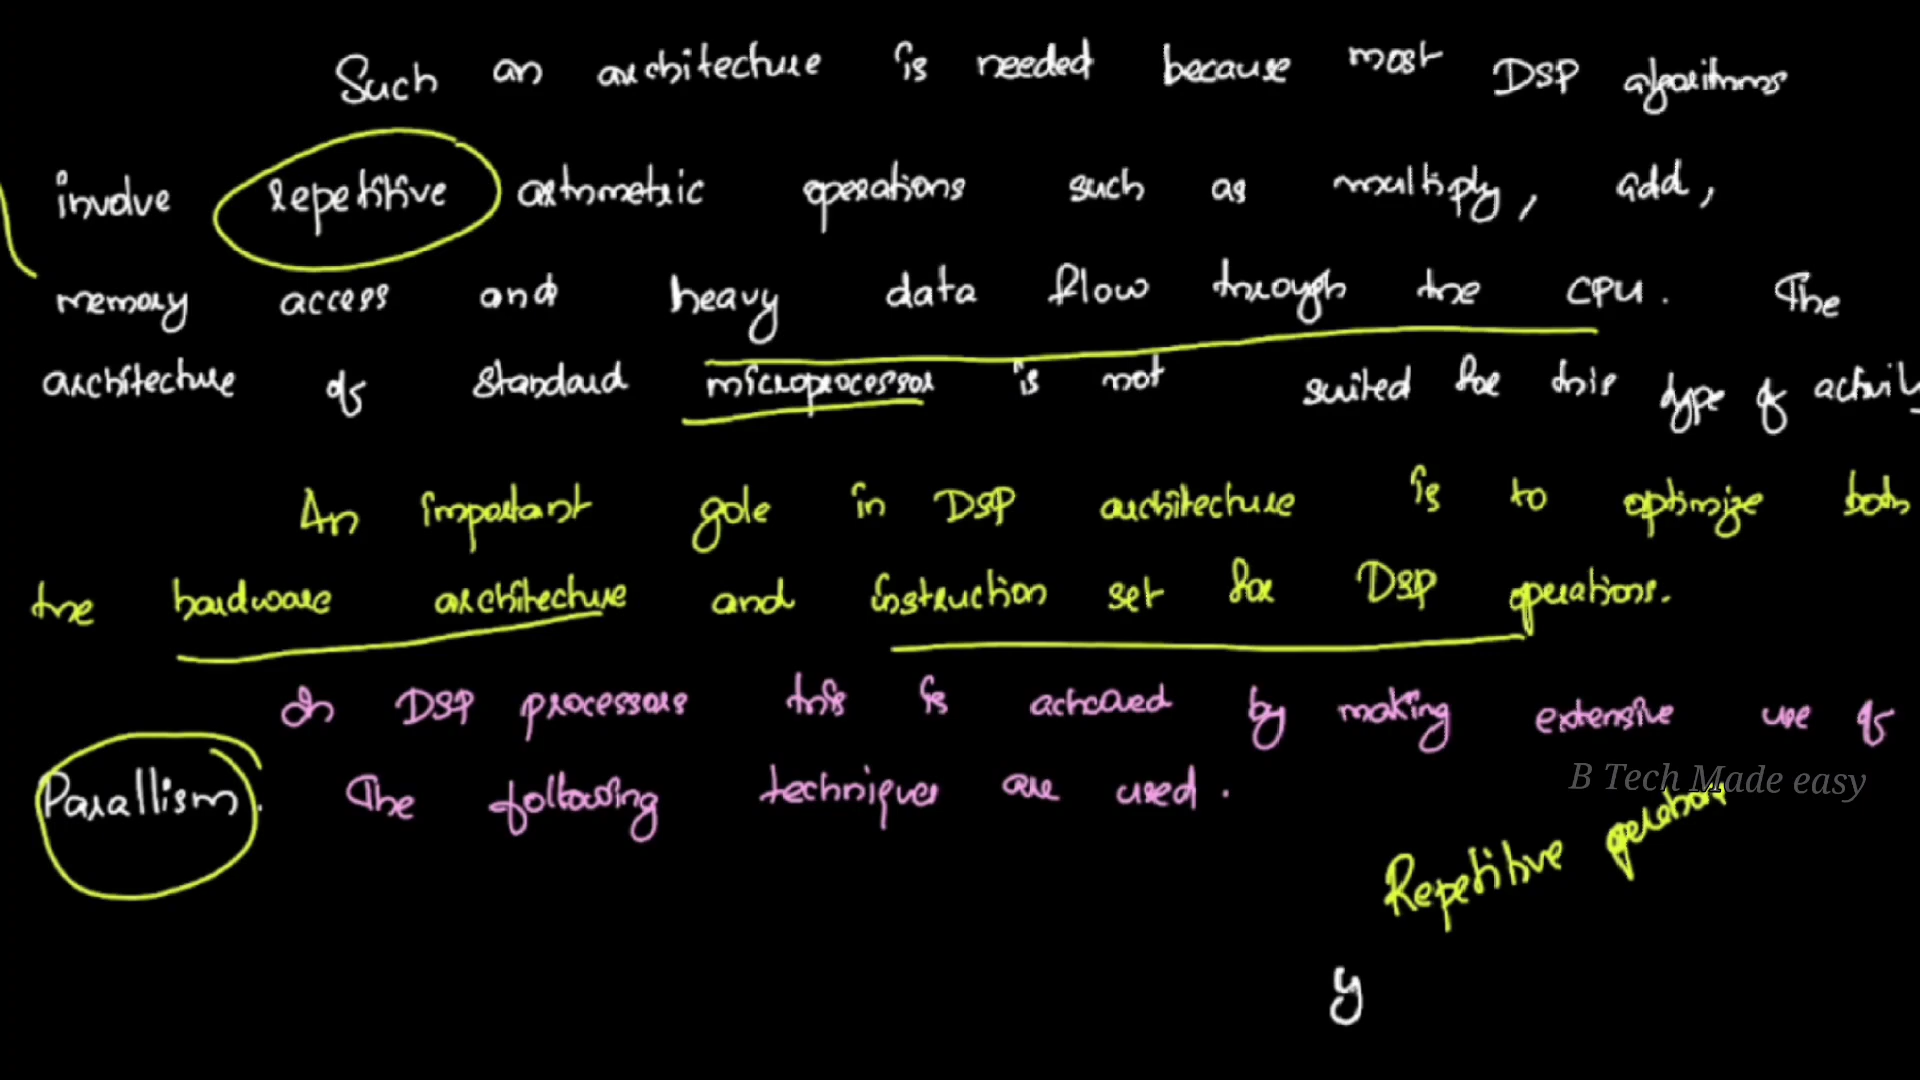 Such an architecture is needed because most DSP algorithms
involve repetitive arthmetric operations such as multiply, add,
memory access and heavy data flow through the CPU. The
architecture of standard microprocessor is not suited for this type of activity
An important gole in DSP architecture is to optimize both
the hardware architecture and instruction set for DSP operations.
In DSP processors this is by making extensive use of
Parallism. The following techniques are used.
B Tech Made easy
Repetitive operations
y